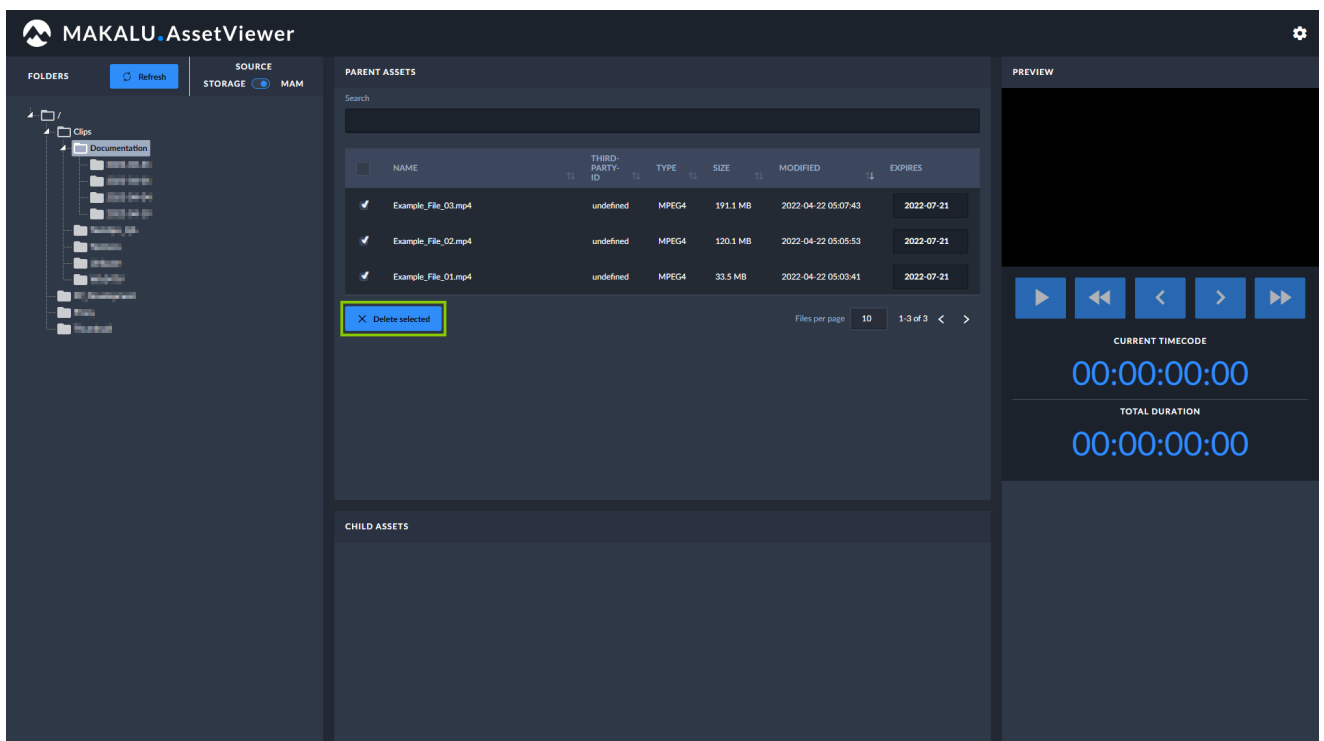 MAKALU.AssetViewer
FOLDERS
Refresh
SOURCE
STORAGE MAM
/
Clips
Documentation
PARENT ASSETS
Search
NAME THIRD-PARTY-ID TYPE SIZE MODIFIED EXPIRES
Example_File_03.mp4 undefined MPEG4 191.1 MB 2022-04-22 05:07:43 2022-07-21
Example_File_02.mp4 undefined MPEG4 120.1 MB 2022-04-22 05:05:53 2022-07-21
Example_File_01.mp4 undefined MPEG4 33.5 MB 2022-04-22 05:03:41 2022-07-21
Delete selected
Files per page 10 1-3 of 3
CHILD ASSETS
PREVIEW
CURRENT TIMECODE
00:00:00:00
TOTAL DURATION
00:00:00:00